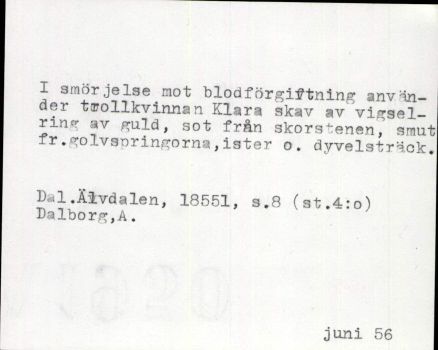 I smörjelse mot blodförgiftning använ-
der trollkvinnan Klara skav av vigsel-
ring av guld, sot från skorstenen, smut
fr.golvspringorna,ister o. dyvelsträck.
Dal.Älvdalen, 18551, s.8 (st.4:o)
Dalborg,A.
juni 56